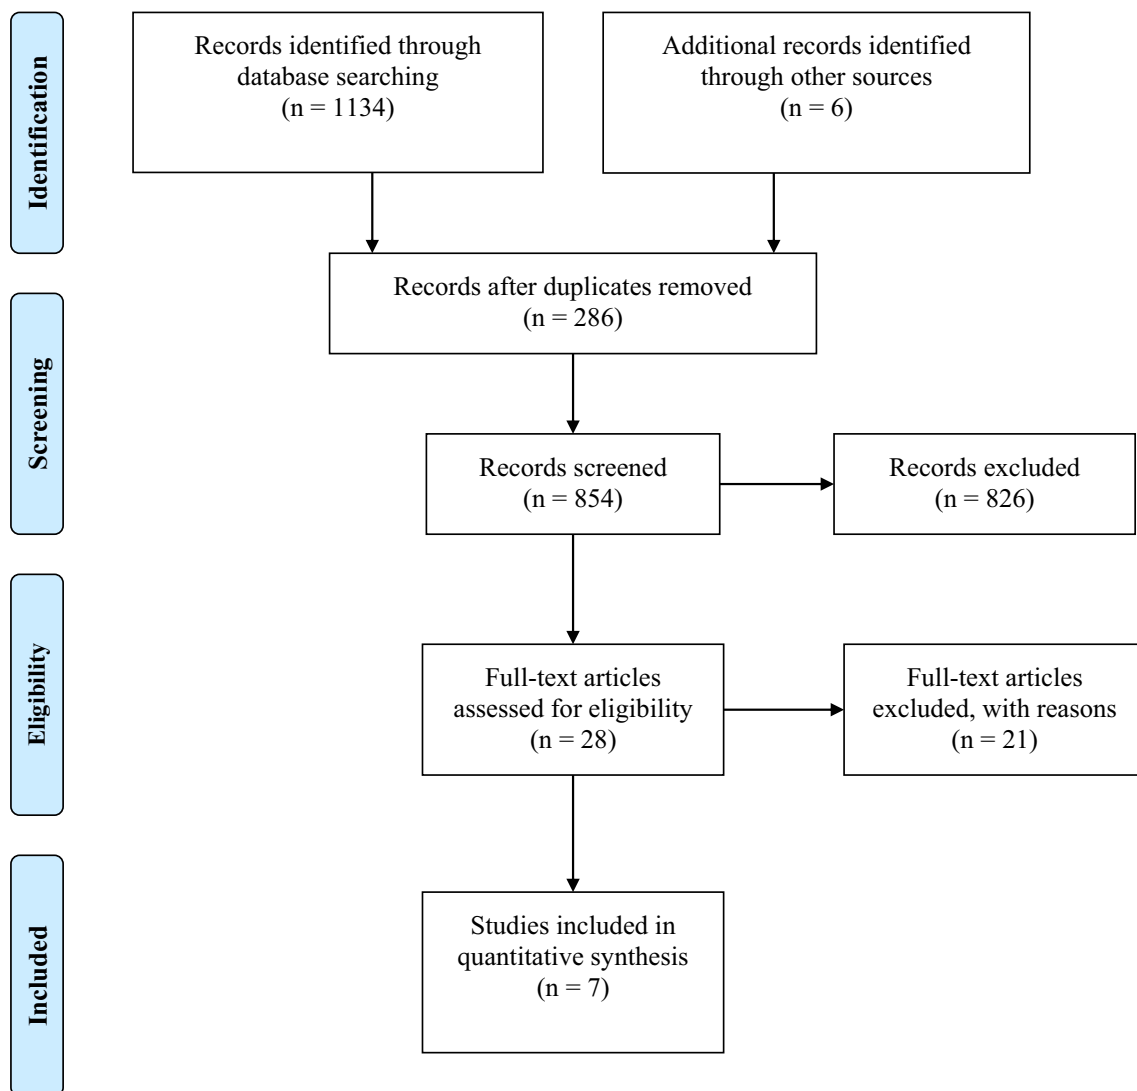 Identification
Records identified through
database searching
(n = 1134)
Additional records identified
through other sources
(n = 6)
Records after duplicates removed
(n = 286)
Screening
Records screened
(n = 854)
Records excluded
(n = 826)
Eligibility
Full-text articles
assessed for eligibility
(n = 28)
Full-text articles
excluded, with reasons
(n = 21)
Included
Studies included in
quantitative synthesis
(n = 7)